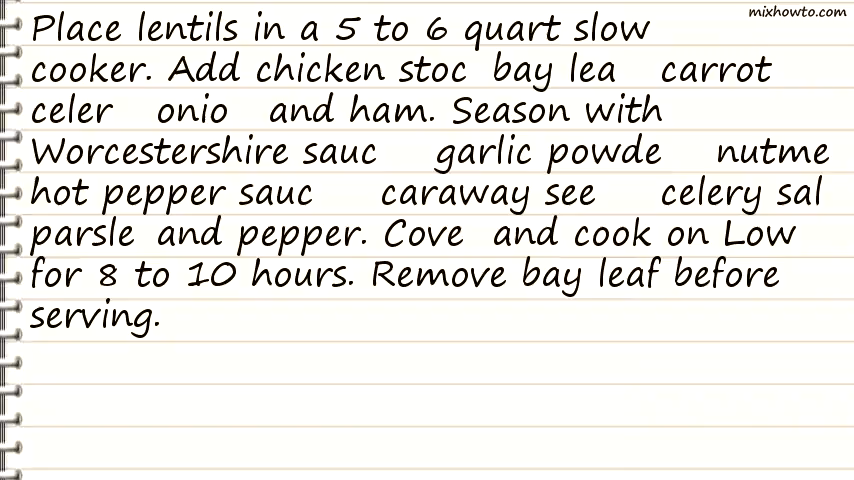 mixhowto.com
Place lentils in a 5 to 6 quart slow
cooker. Add chicken stoc bay lea carrot
celer onio and ham. Season with
Worcestershire sauc garlic powde nutme
hot pepper sauc caraway see celery sal
parsle and pepper. Cove and cook on Low
for 8 to 10 hours. Remove bay leaf before
serving.